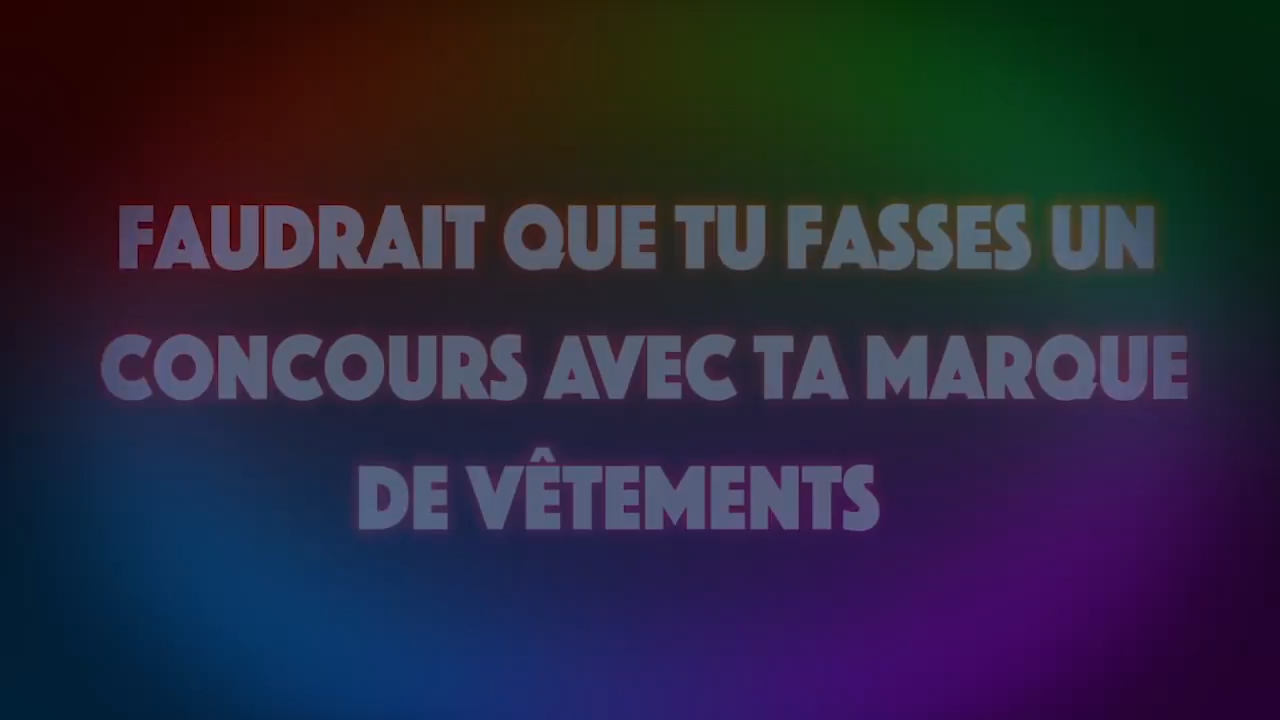 FAUDRAIT QUE TU FASSES UN
CONCOURS AVEC TA MARQUE
DE VÊTEMENTS